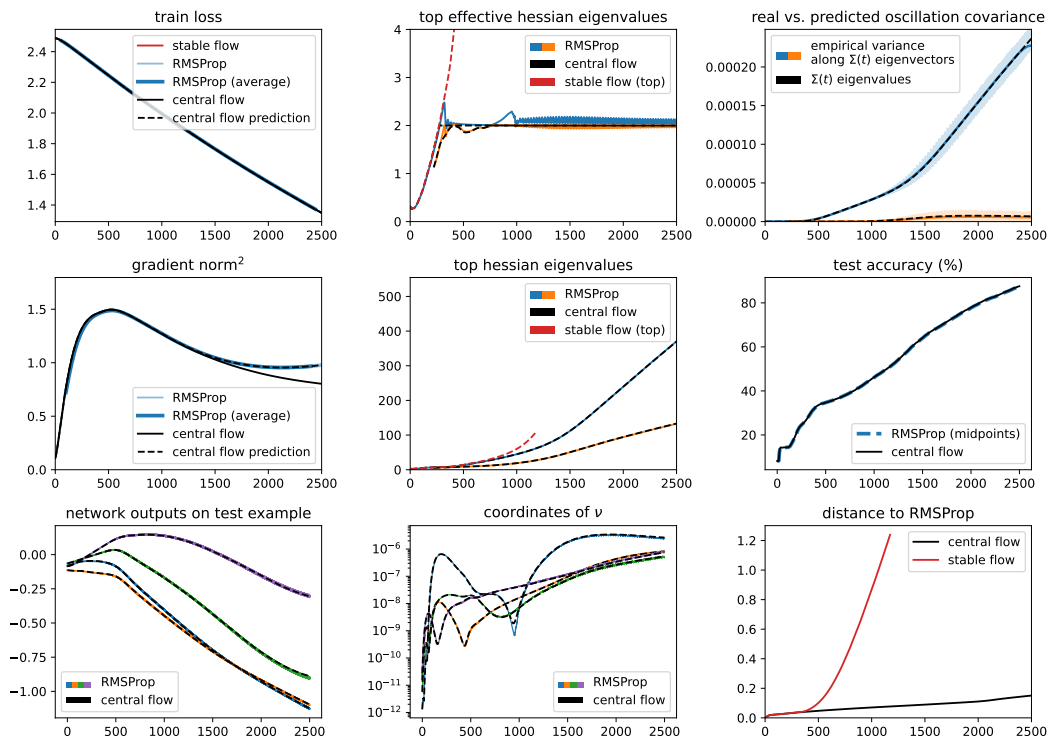 train loss
2.4
2.2
2.0
1.8
1.6
1.4
0 500 1000 1500 2000 2500
stable flow
RMSProp
RMSProp (average)
central flow
central flow prediction
top effective hessian eigenvalues
4
3
2
1
0
0 500 1000 1500 2000 2500
RMSProp
central flow
stable flow (top)
real vs. predicted oscillation covariance
0.00020
0.00015
0.00010
0.00005
0.00000
0 500 1000 1500 2000 2500
empirical variance
along Σ(t) eigenvectors
Σ(t) eigenvalues
gradient norm²
1.5
1.0
0.5
0.0
0 500 1000 1500 2000 2500
RMSProp
RMSProp (average)
central flow
central flow prediction
top hessian eigenvalues
500
400
300
200
100
0
0 500 1000 1500 2000 2500
RMSProp
central flow
stable flow (top)
test accuracy (%)
80
60
40
20
0 500 1000 1500 2000 2500
RMSProp (midpoints)
central flow
network outputs on test example
0.00
−0.25
−0.50
−0.75
−1.00
0 500 1000 1500 2000 2500
RMSProp
central flow
coordinates of ν
10⁻⁶
10⁻⁷
10⁻⁸
10⁻⁹
10⁻¹⁰
10⁻¹¹
10⁻¹²
0 500 1000 1500 2000 2500
RMSProp
central flow
distance to RMSProp
1.2
1.0
0.8
0.6
0.4
0.2
0.0
0 500 1000 1500 2000 2500
central flow
stable flow